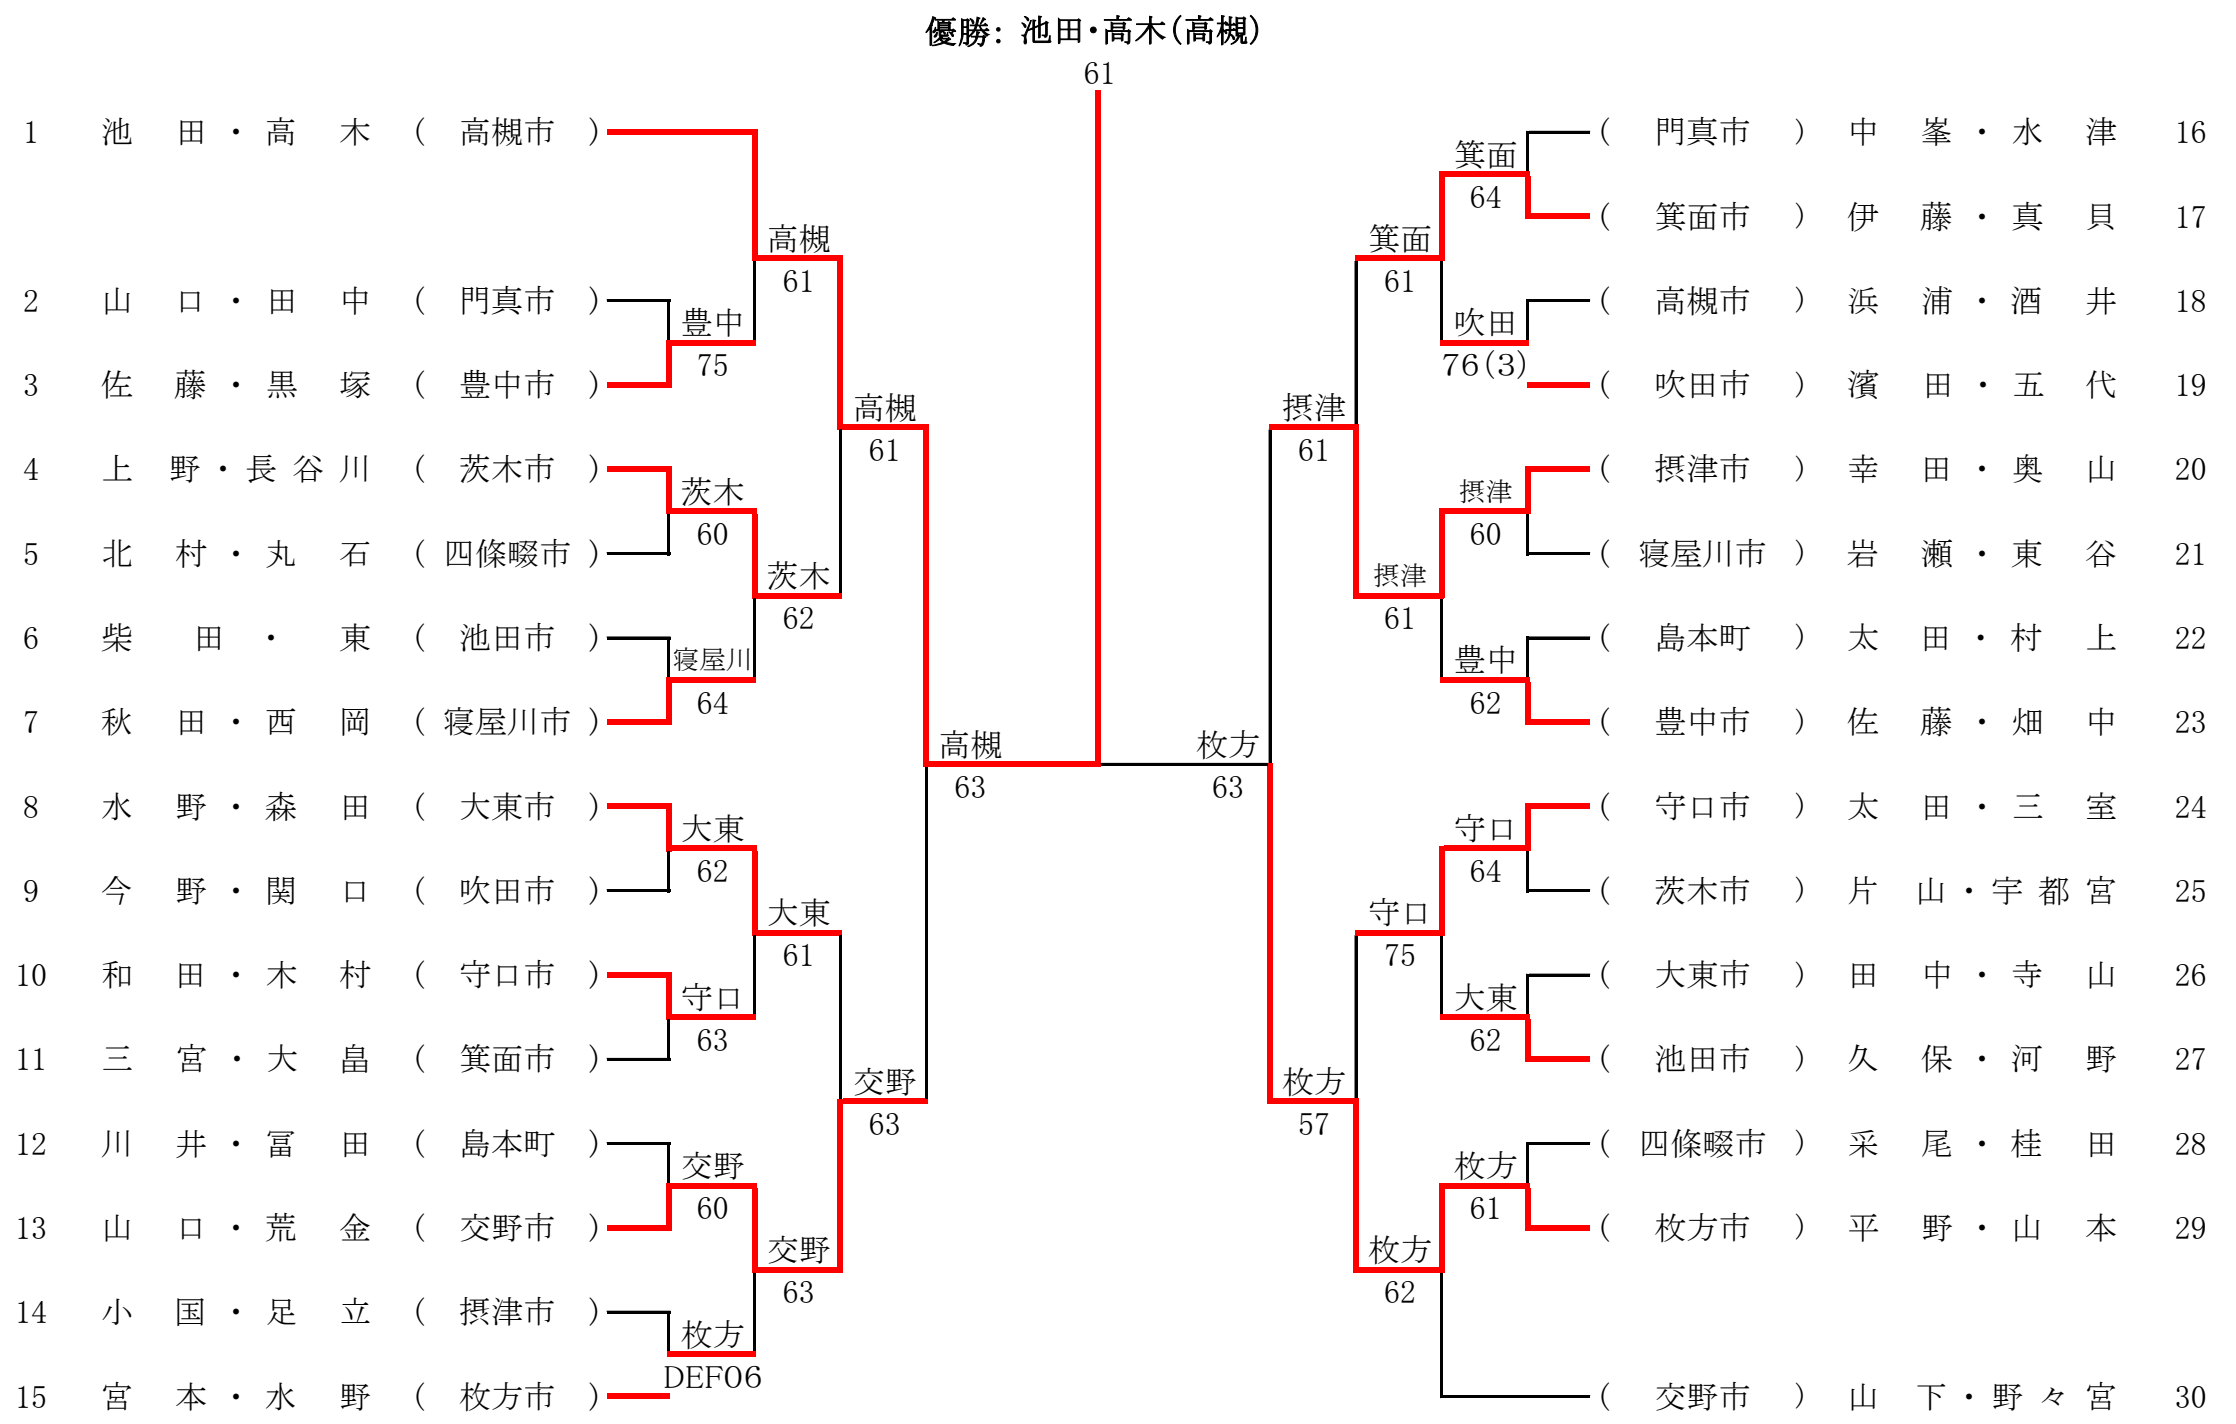 優勝: 池田・高木(高槻)
61
1 池 田・高 木 ( 高槻市 )
2 山 口・田 中 ( 門真市 )
3 佐 藤・黒 塚 ( 豊中市 )
4 上 野・長 谷 川 ( 茨木市 )
5 北 村・丸 石 ( 四條畷市 )
6 柴 田 ・ 東 ( 池田市 )
7 秋 田・西 岡 ( 寝屋川市 )
8 水 野・森 田 ( 大東市 )
9 今 野・関 口 ( 吹田市 )
10 和 田・木 村 ( 守口市 )
11 三 宮・大 畠 ( 箕面市 )
12 川 井・冨 田 ( 島本町 )
13 山 口・荒 金 ( 交野市 )
14 小 国・足 立 ( 摂津市 )
15 宮 本・水 野 ( 枚方市 )
豊中
75
茨木
60
寝屋川
64
大東
62
守口
63
交野
60
枚方
DEF06
高槻
61
茨木
62
大東
61
交野
63
高槻
61
交野
63
高槻
63
枚方
63
摂津
61
枚方
57
箕面
61
摂津
61
守口
75
枚方
62
箕面
64
吹田
76(3)
摂津
60
豊中
62
守口
64
大東
62
枚方
61
( 門真市 ) 中 峯・水 津 16
( 箕面市 ) 伊 藤・真 貝 17
( 高槻市 ) 浜 浦・酒 井 18
( 吹田市 ) 濱 田・五 代 19
( 摂津市 ) 幸 田・奥 山 20
( 寝屋川市 ) 岩 瀬・東 谷 21
( 島本町 ) 太 田・村 上 22
( 豊中市 ) 佐 藤・畑 中 23
( 守口市 ) 太 田・三 室 24
( 茨木市 ) 片 山・宇 都 宮 25
( 大東市 ) 田 中・寺 山 26
( 池田市 ) 久 保・河 野 27
( 四條畷市 ) 采 尾・桂 田 28
( 枚方市 ) 平 野・山 本 29
( 交野市 ) 山 下・野 々 宮 30